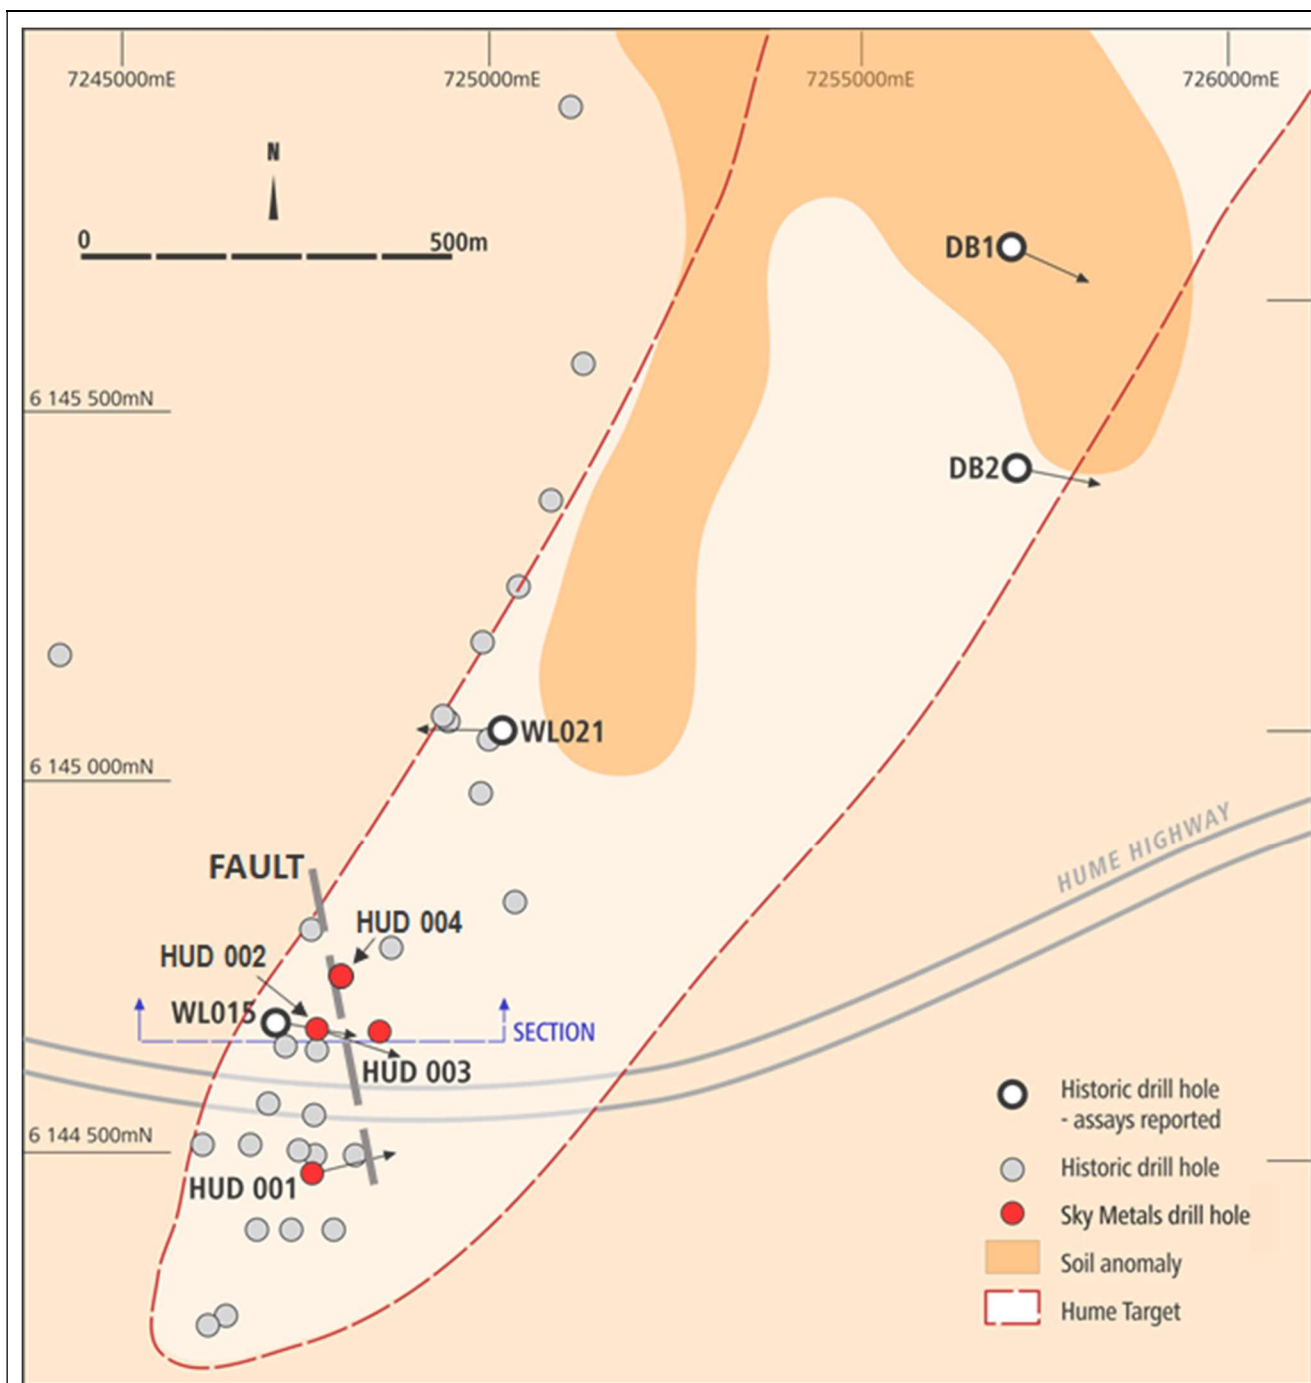 7245000mE
725000mE
7255000mE
726000mE
N
0
500m
DB1
6 145 500mN
DB2
WL021
6 145 000mN
HUME HIGHWAY
FAULT
HUD 004
HUD 002
WL015
SECTION
HUD 003
6 144 500mN
HUD 001
Historic drill hole
- assays reported
Historic drill hole
Sky Metals drill hole
Soil anomaly
Hume Target